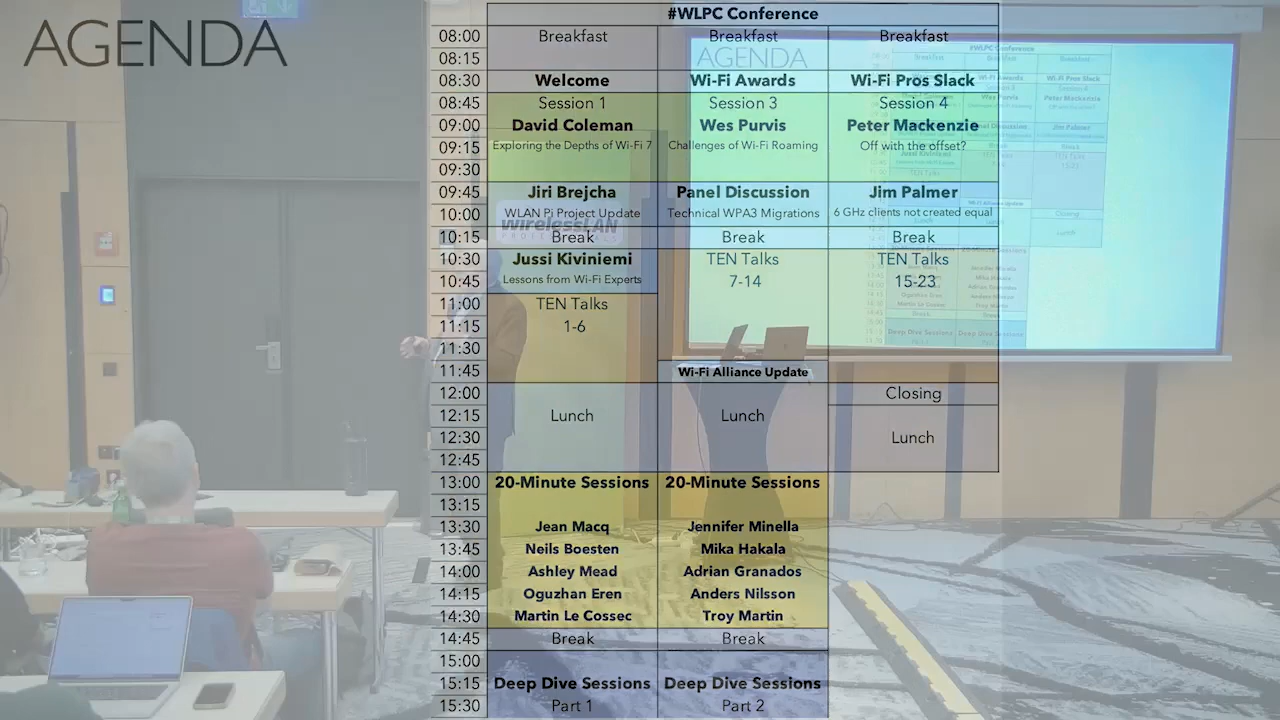 AGENDA
#WLPC Conference
08:00 Breakfast Breakfast Breakfast
08:15
08:30 Welcome Wi-Fi Awards Wi-Fi Pros Slack
08:45 Session 1 Session 3 Session 4
09:00 David Coleman Wes Purvis Peter Mackenzie
09:15 Exploring the Depths of Wi-Fi 7 Challenges of Wi-Fi Roaming Off with the offset?
09:30
09:45 Jiri Brejcha Panel Discussion Jim Palmer
10:00 WLAN Pi Project Update Technical WPA3 Migrations 6 GHz clients not created equal
10:15 Break Break Break
10:30 Jussi Kiviniemi TEN Talks TEN Talks
10:45 Lessons from Wi-Fi Experts 7-14 15-23
11:00 TEN Talks
11:15 1-6
11:30
11:45 Wi-Fi Alliance Update
12:00 Closing
12:15 Lunch Lunch
12:30 Lunch
12:45
13:00 20-Minute Sessions 20-Minute Sessions
13:15
13:30 Jean Macq Jennifer Minella
13:45 Neils Boesten Mika Hakala
14:00 Ashley Mead Adrian Granados
14:15 Oguzhan Eren Anders Nilsson
14:30 Martin Le Cossec Troy Martin
14:45 Break Break
15:00
15:15 Deep Dive Sessions Deep Dive Sessions
15:30 Part 1 Part 2
wirelessLAN
AGENDA
#WLPC Conference